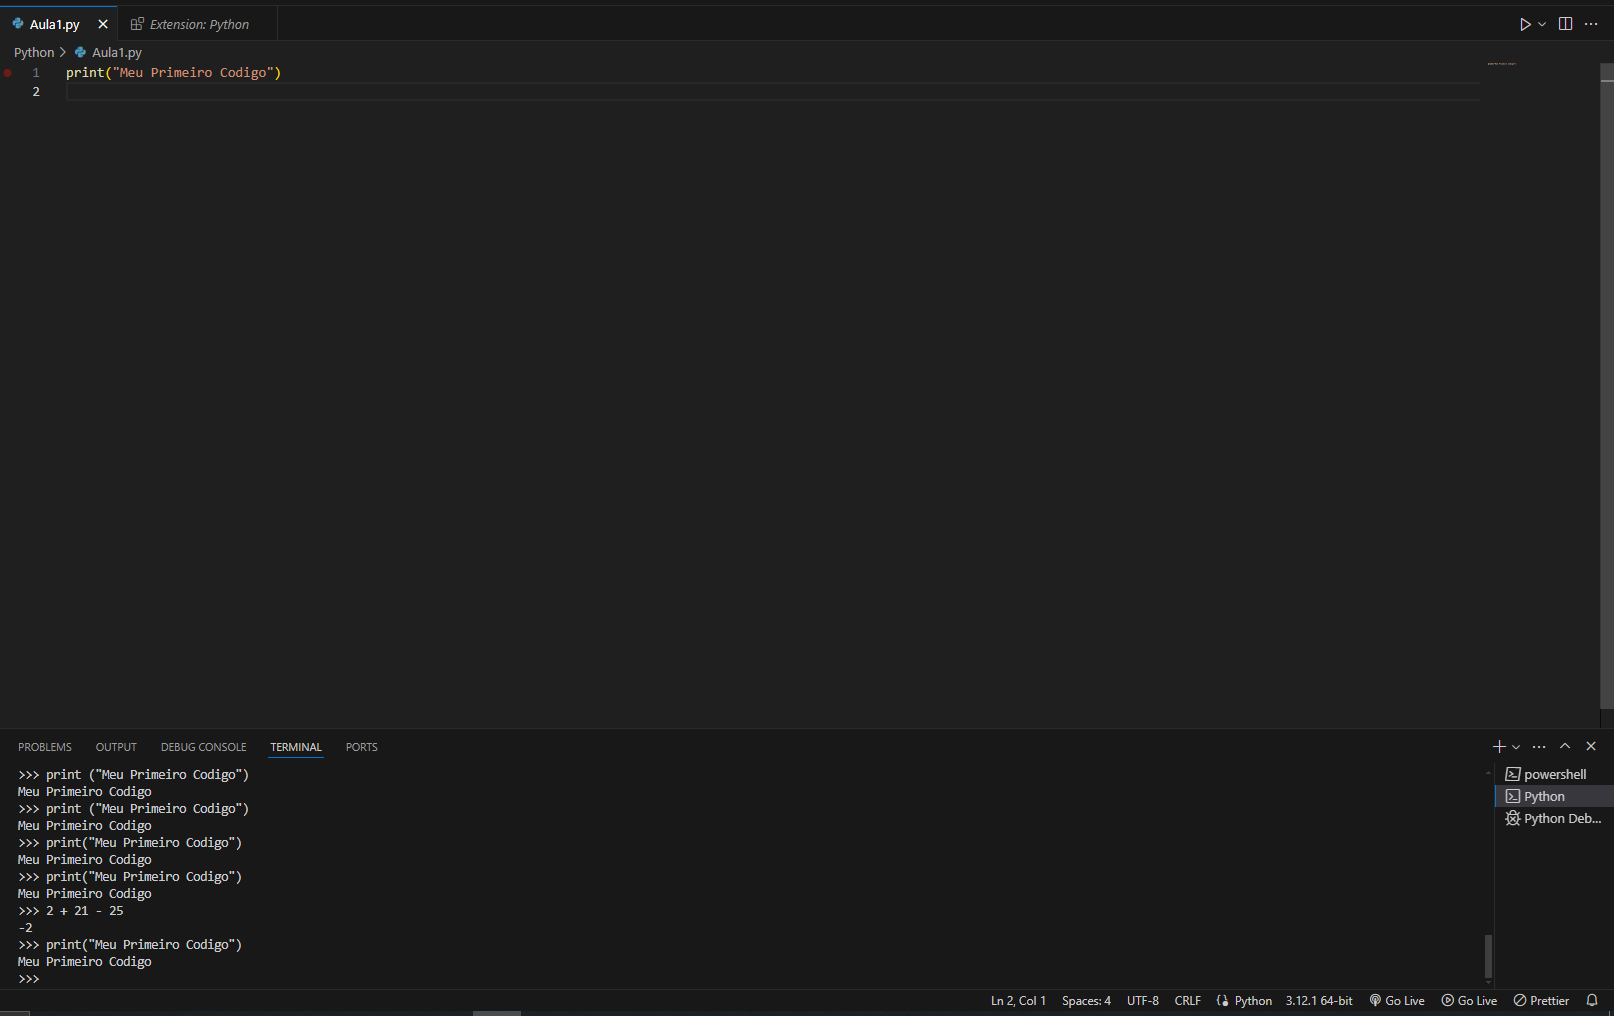 Aula1.py
Extension: Python
Python > Aula1.py
1 print("Meu Primeiro Codigo")
2
PROBLEMS OUTPUT DEBUG CONSOLE TERMINAL PORTS
>>> print ("Meu Primeiro Codigo")
Meu Primeiro Codigo
>>> print ("Meu Primeiro Codigo")
Meu Primeiro Codigo
>>> print("Meu Primeiro Codigo")
Meu Primeiro Codigo
>>> print("Meu Primeiro Codigo")
Meu Primeiro Codigo
>>> 2 + 21 - 25
-2
>>> print("Meu Primeiro Codigo")
Meu Primeiro Codigo
>>>
powershell
Python
Python Deb...
Ln 2, Col 1 Spaces: 4 UTF-8 CRLF Python 3.12.1 64-bit Go Live Go Live Prettier